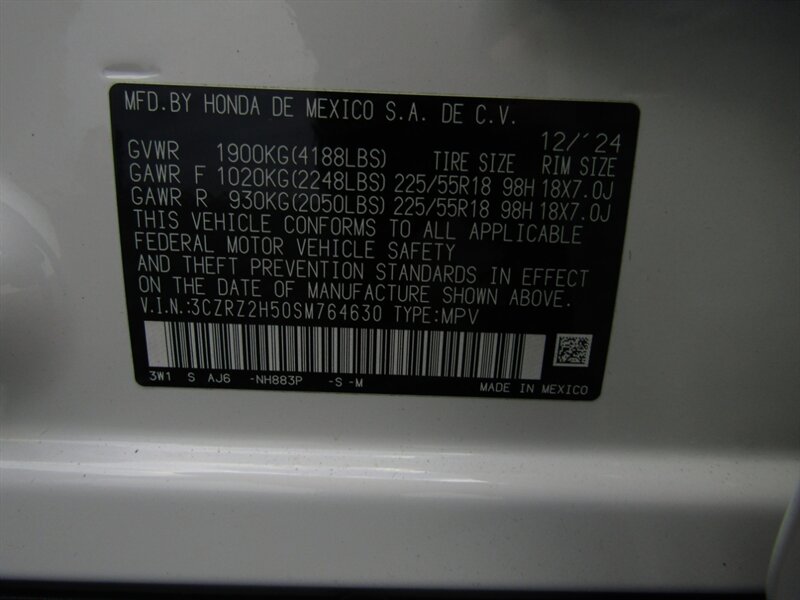 MFD.BY HONDA DE MEXICO S.A. DE C.V.
12/'24
GVWR 1900KG(4188LBS) TIRE SIZE RIM SIZE
GAWR F 1020KG(2248LBS) 225/55R18 98H 18X7.0J
GAWR R 930KG(2050LBS) 225/55R18 98H 18X7.0J
THIS VEHICLE CONFORMS TO ALL APPLICABLE
FEDERAL MOTOR VEHICLE SAFETY
AND THEFT PREVENTION STANDARDS IN EFFECT
ON THE DATE OF MANUFACTURE SHOWN ABOVE.
V.I.N.:3CZRZ2H50SM764630 TYPE:MPV
3W1 S AJ6 -NH883P -S -M
MADE IN MEXICO